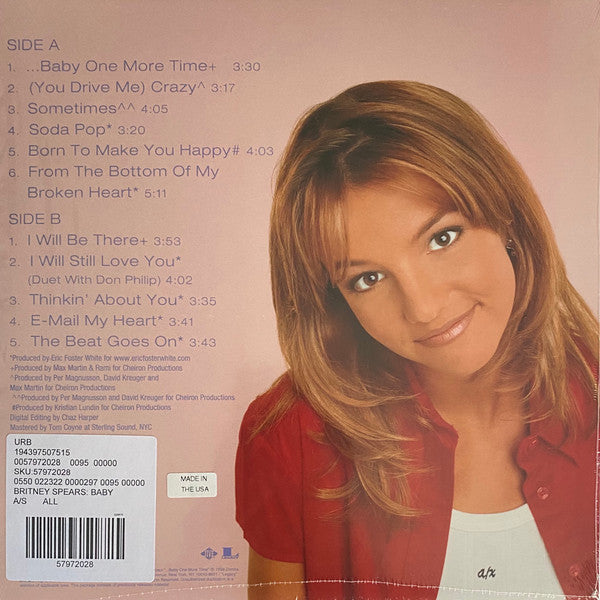 SIDE A
1. ...Baby One More Time+ 3:30
2. (You Drive Me) Crazy^ 3:17
3. Sometimes^^ 4:05
4. Soda Pop* 3:20
5. Born To Make You Happy# 4:03
6. From The Bottom Of My
Broken Heart* 5:11
SIDE B
1. I Will Be There+ 3:53
2. I Will Still Love You*
(Duet With Don Philip) 4:02
3. Thinkin' About You* 3:35
4. E-Mail My Heart* 3:41
5. The Beat Goes On* 3:43
*Produced by Eric Foster White for www.ericfosterwhite.com
+Produced by Max Martin & Rami for Cheiron Productions
^Produced by Per Magnusson, David Kreuger and
Max Martin for Cheiron Productions
^^Produced by Per Magnusson and David Kreuger for Cheiron Productions
#Produced by Kristian Lundin for Cheiron Productions
Digital Editing by Chaz Harper
Mastered by Tom Coyne at Sterling Sound, NYC
URB
194397507515
0057972028 0095 00000
SKU:57972028
0550 022322 0000297 0095 00000
BRITNEY SPEARS: BABY
A/S ALL
57972028
MADE IN
THE USA
a/x